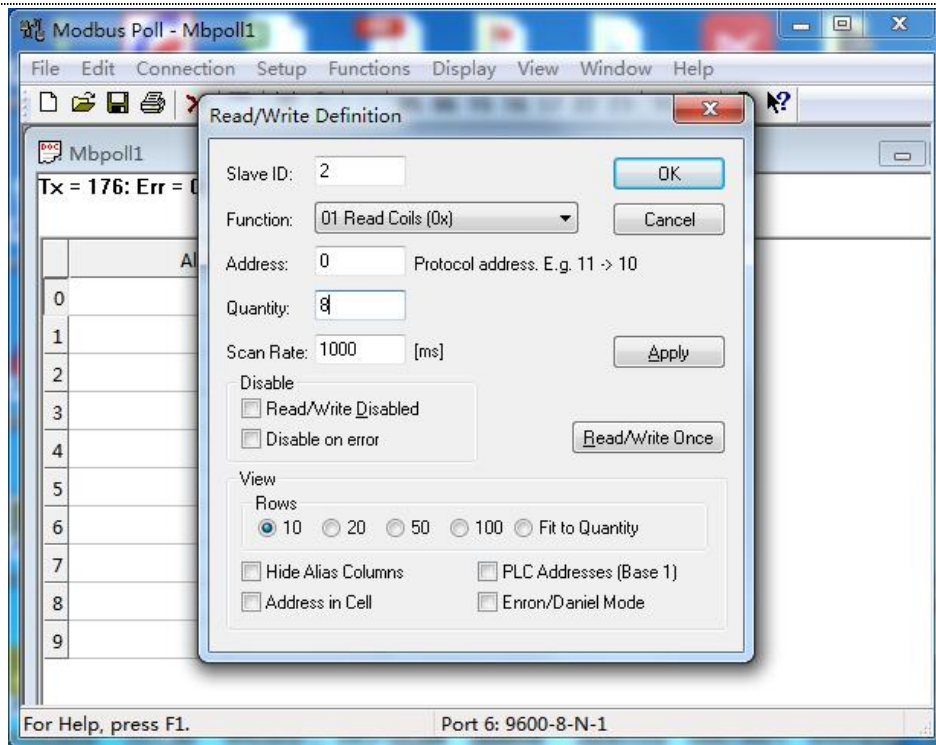 Modbus Poll - Mbpoll1
File Edit Connection Setup Functions Display View Window Help
Read/Write Definition
Mbpoll1
Tx = 176: Err = 0
Slave ID: 2 OK
Function: 01 Read Coils (0x) Cancel
Al
Address: 0 Protocol address. E.g. 11 -> 10
0
Quantity: 8
1
Scan Rate: 1000 [ms] Apply
2
Disable
3
Read/Write Disabled
4
Disable on error Read/Write Once
5
View
Rows
6
10 20 50 100 Fit to Quantity
7
Hide Alias Columns PLC Addresses (Base 1)
8
Address in Cell Enron/Daniel Mode
9
For Help, press F1. Port 6: 9600-8-N-1